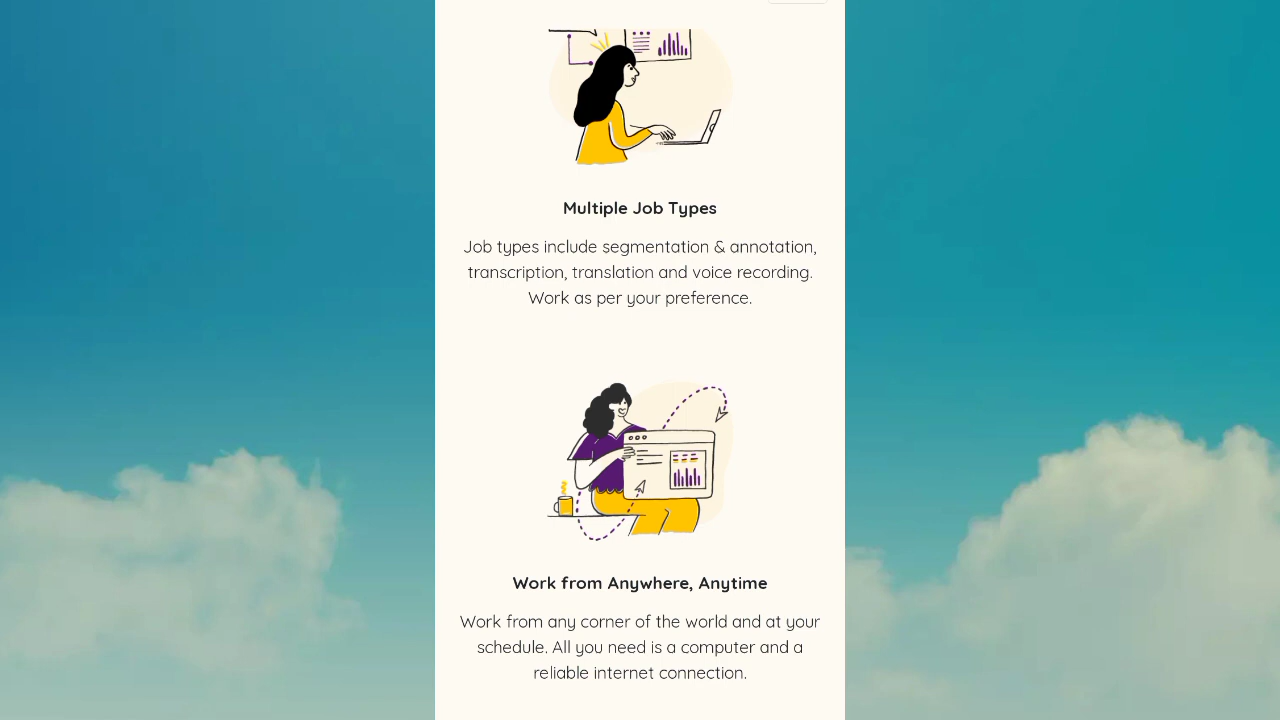 Multiple Job Types
Job types include segmentation & annotation,
transcription, translation and voice recording.
Work as per your preference.
Work from Anywhere, Anytime
Work from any corner of the world and at your
schedule. All you need is a computer and a
reliable internet connection.